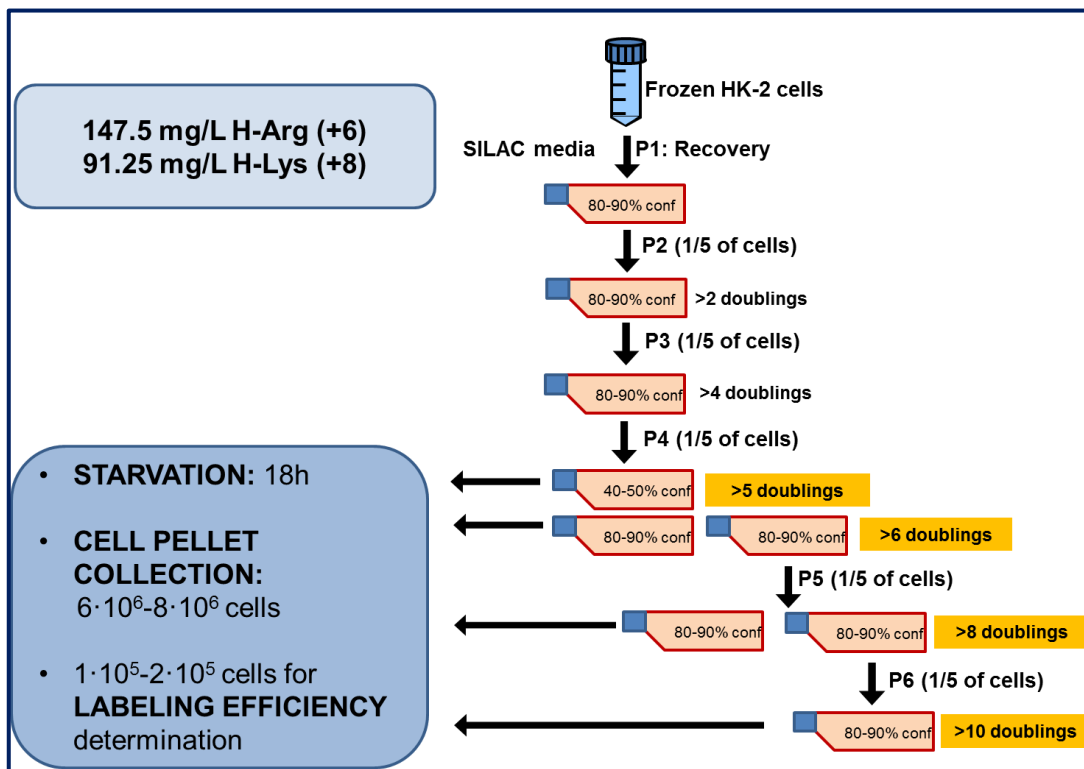 147.5 mg/L H-Arg (+6)
91.25 mg/L H-Lys (+8)
Frozen HK-2 cells
SILAC media
P1: Recovery
80-90% conf
P2 (1/5 of cells)
80-90% conf
>2 doublings
P3 (1/5 of cells)
80-90% conf
>4 doublings
P4 (1/5 of cells)
40-50% conf
>5 doublings
80-90% conf
80-90% conf
>6 doublings
P5 (1/5 of cells)
80-90% conf
80-90% conf
>8 doublings
P6 (1/5 of cells)
80-90% conf
>10 doublings
• STARVATION: 18h
• CELL PELLET
COLLECTION:
6·10⁶-8·10⁶ cells
• 1·10⁵-2·10⁵ cells for
LABELING EFFICIENCY
determination